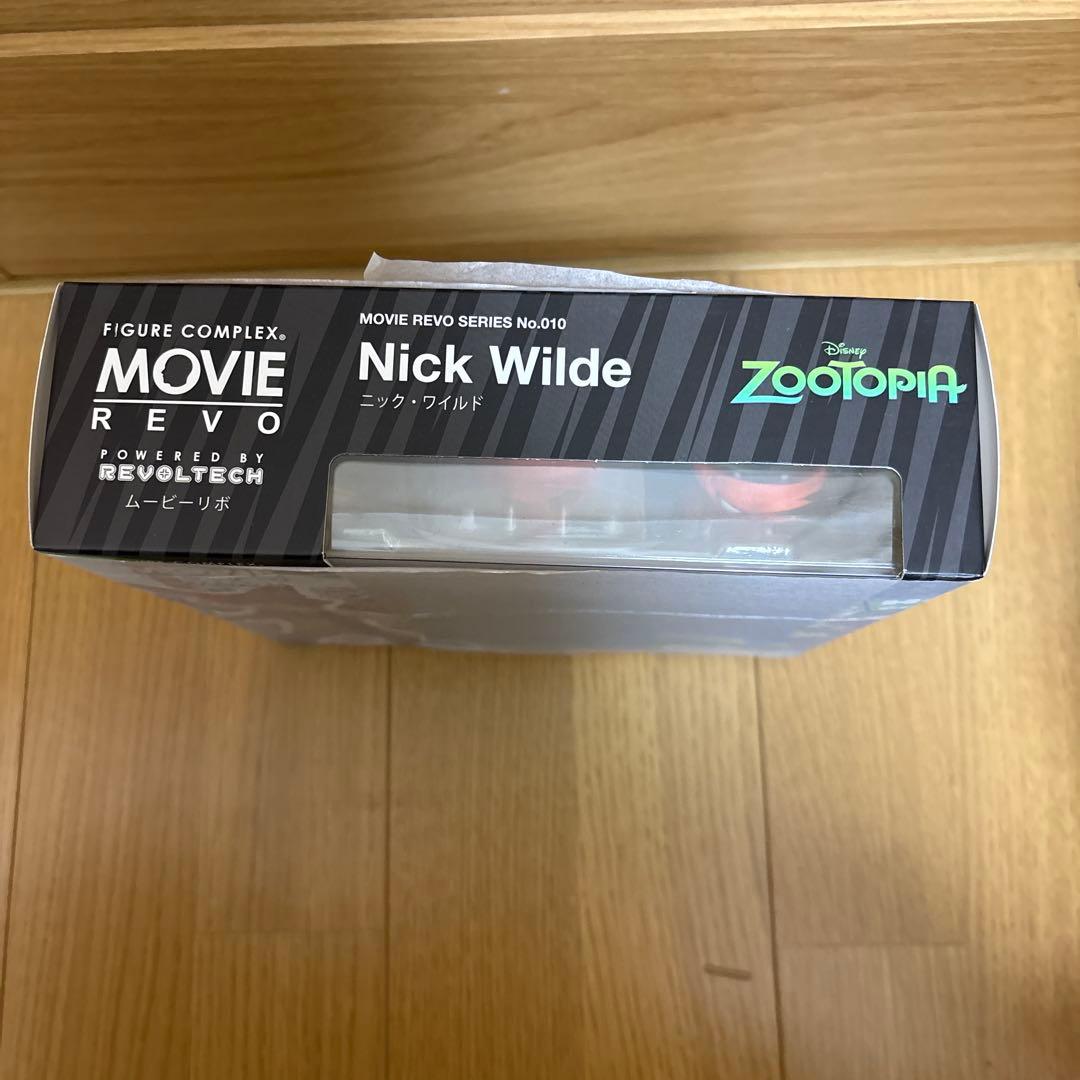 FIGURE COMPLEX®
MOVIE
REVO
POWERED BY
REVOLTECH
ムービーリボ
MOVIE REVO SERIES No.010
Nick Wilde
ニック・ワイルド
Disney
ZOOTOPIA